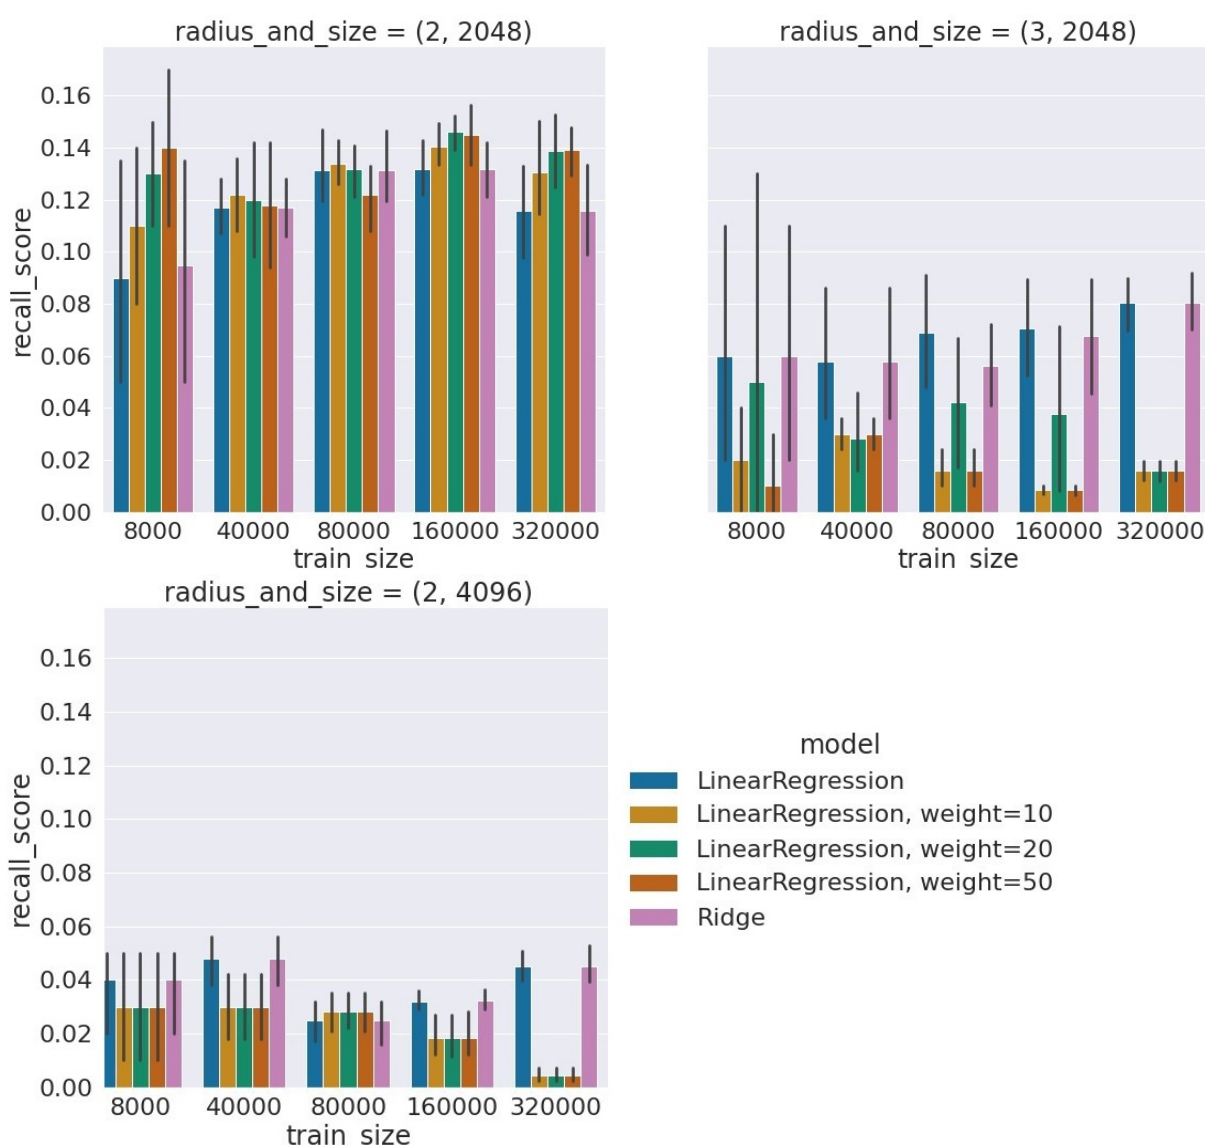 radius_and_size = (2, 2048)
radius_and_size = (3, 2048)
recall_score
0.16
0.14
0.12
0.10
0.08
0.06
0.04
0.02
0.00
8000 40000 80000 160000 320000
train_size
8000 40000 80000 160000 320000
train_size
radius_and_size = (2, 4096)
recall_score
0.16
0.14
0.12
0.10
0.08
0.06
0.04
0.02
0.00
8000 40000 80000 160000 320000
train_size
model
LinearRegression
LinearRegression, weight=10
LinearRegression, weight=20
LinearRegression, weight=50
Ridge